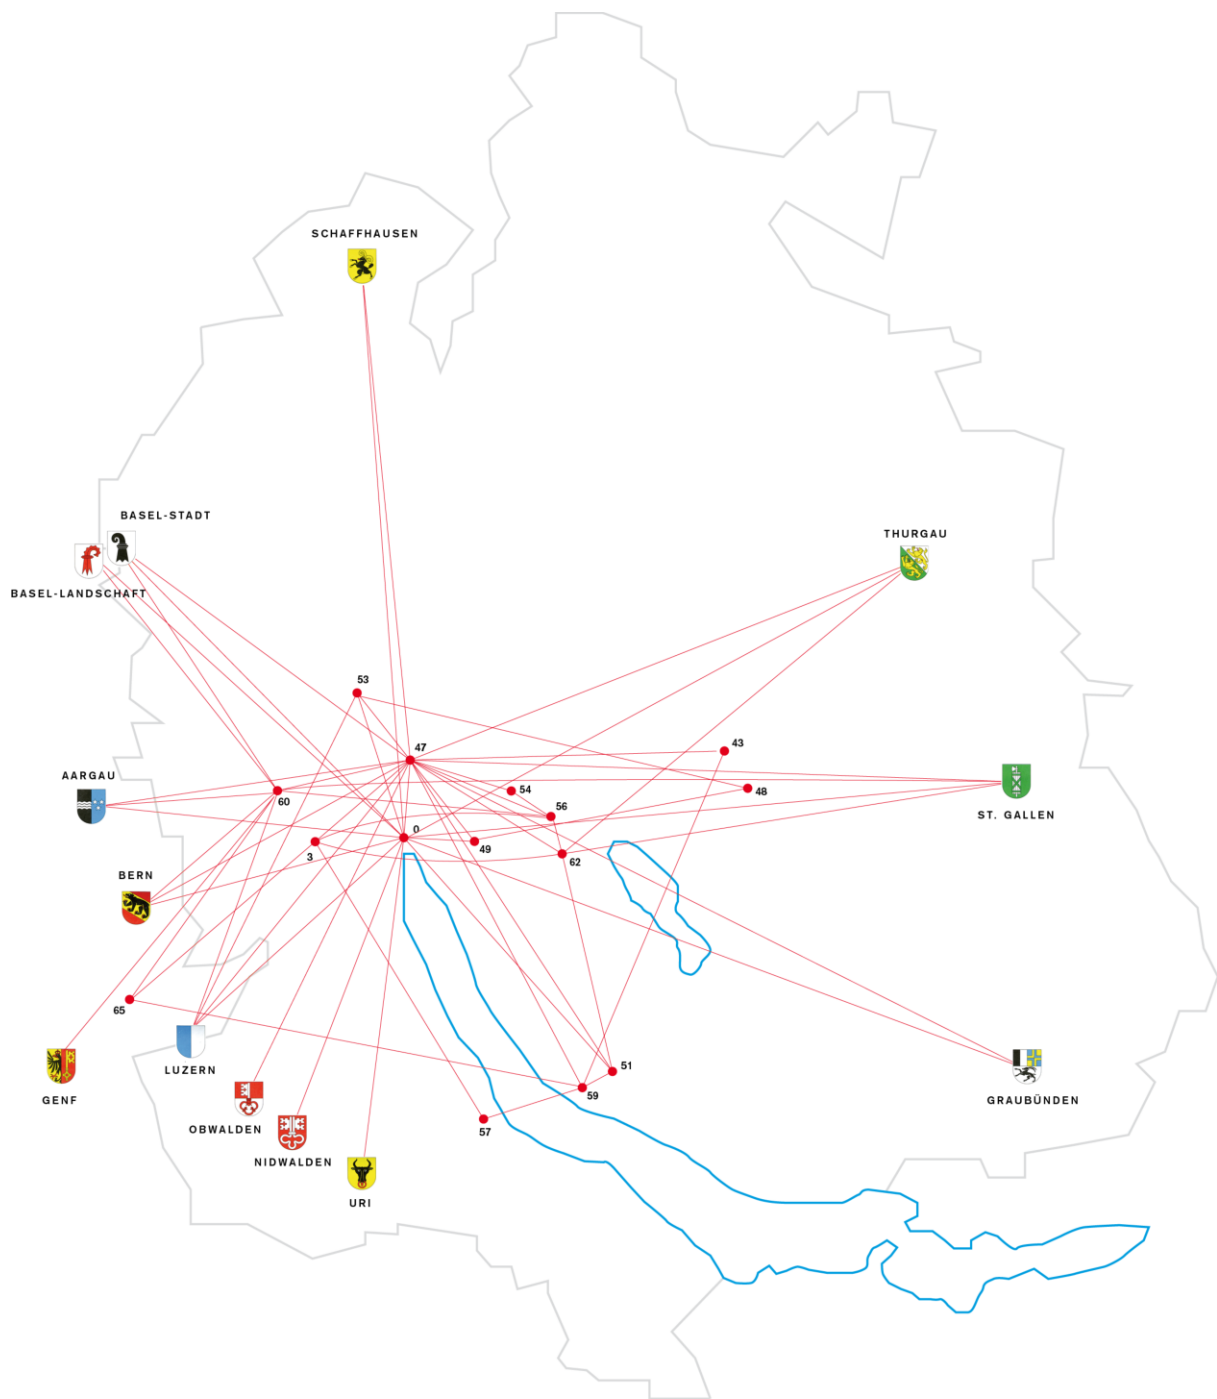 SCHAFFHAUSEN
BASEL-STADT
THURGAU
BASEL-LANDSCHAFT
53
47
43
AARGAU
54
60
48
56
ST. GALLEN
0
49
3
62
BERN
65
51
LUZERN
59
GENF
GRAUBÜNDEN
OBWALDEN
57
NIDWALDEN
URI